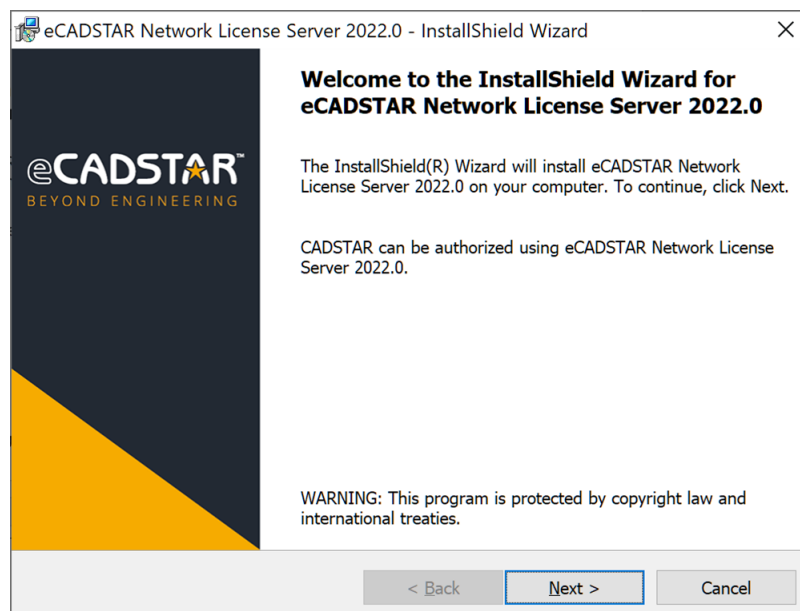 eCADSTAR Network License Server 2022.0 - InstallShield Wizard
eCADSTAR™
BEYOND ENGINEERING
Welcome to the InstallShield Wizard for
eCADSTAR Network License Server 2022.0
The InstallShield(R) Wizard will install eCADSTAR Network
License Server 2022.0 on your computer. To continue, click Next.
CADSTAR can be authorized using eCADSTAR Network License
Server 2022.0.
WARNING: This program is protected by copyright law and
international treaties.
< Back
Next >
Cancel